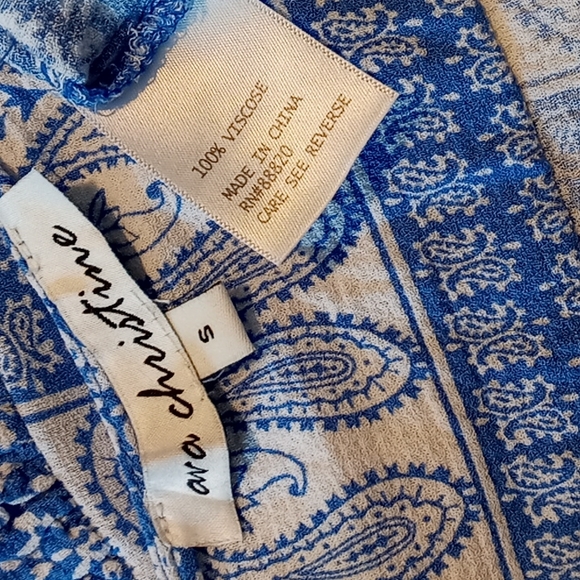 100% VISCOSE
MADE IN CHINA
RN#88820
CARE SEE REVERSE
ava christine
S